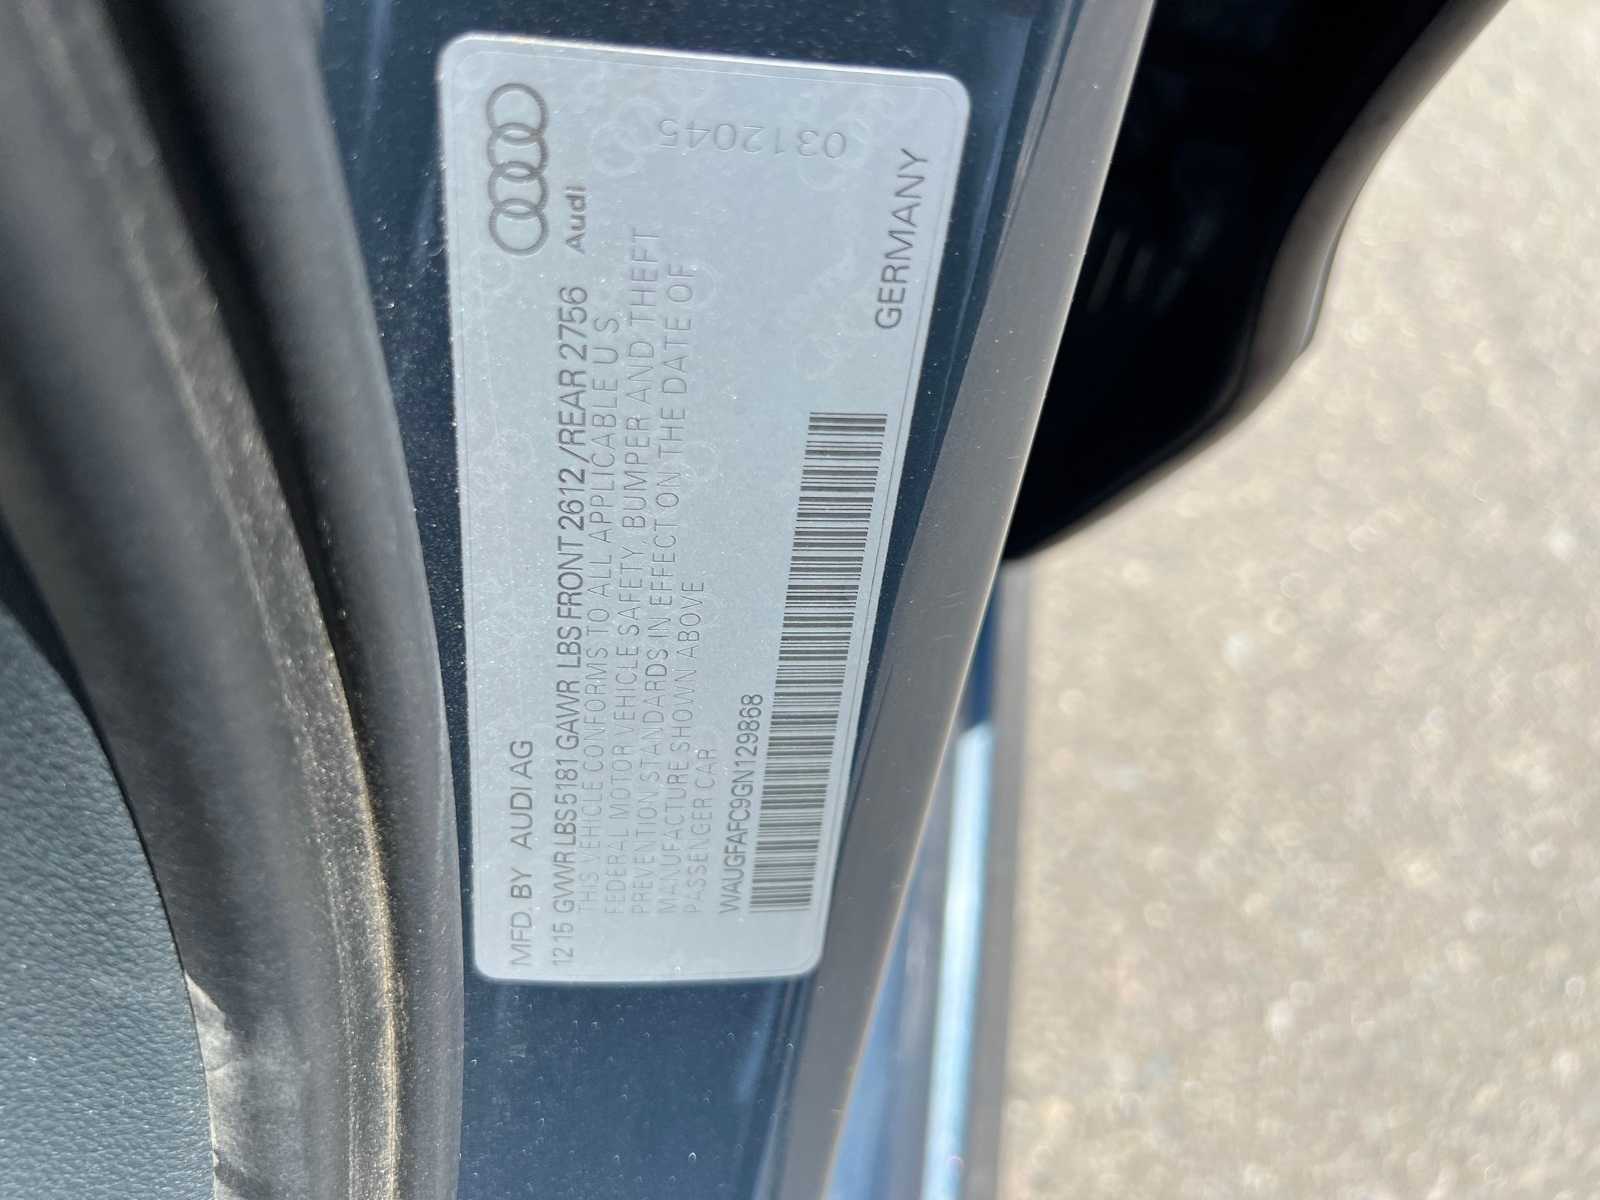 MFD. BY AUDI AG
1215 GVWR LBS 5181 GAWR LBS FRONT 2612 /REAR 2756
Audi
THIS VEHICLE CONFORMS TO ALL APPLICABLE U.S.
FEDERAL MOTOR VEHICLE SAFETY, BUMPER AND THEFT
PREVENTION STANDARDS IN EFFECT ON THE DATE OF
MANUFACTURE SHOWN ABOVE
PASSENGER CAR
0312045
WAUGFAFC9GN129868
GERMANY